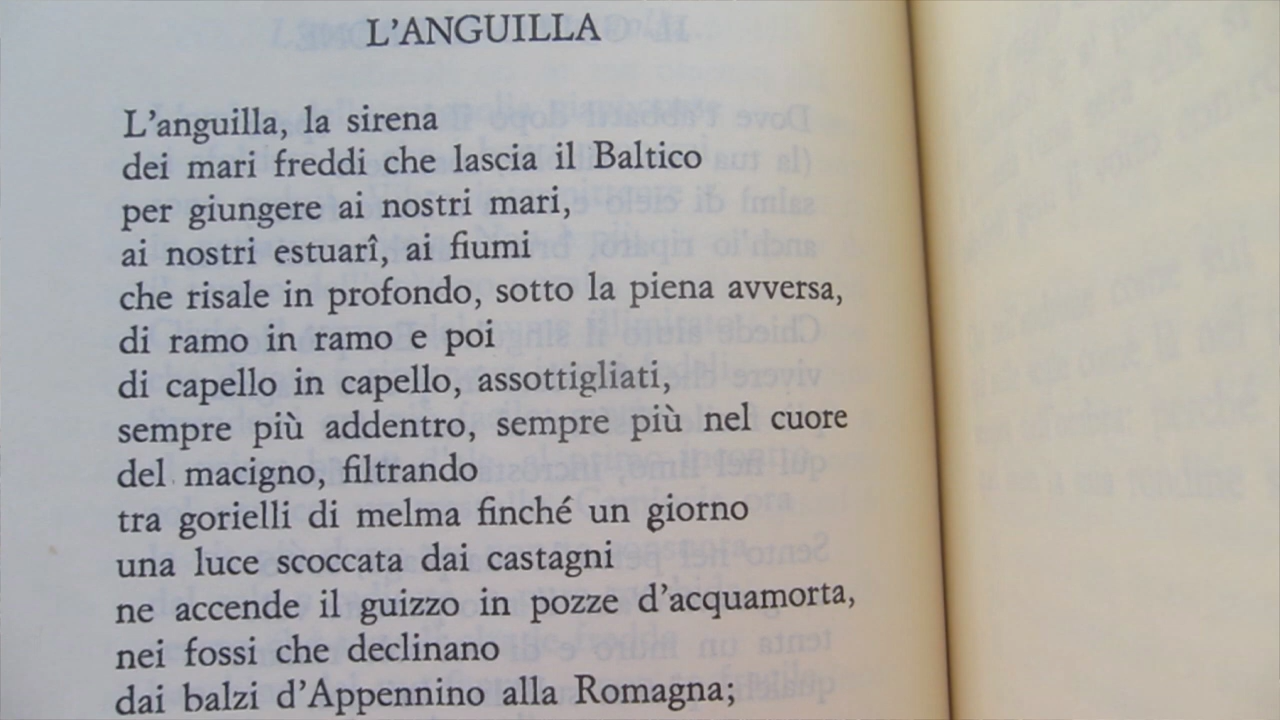 L'ANGUILLA
L'anguilla, la sirena
dei mari freddi che lascia il Baltico
per giungere ai nostri mari,
ai nostri estuarî, ai fiumi
che risale in profondo, sotto la piena avversa,
di ramo in ramo e poi
di capello in capello, assottigliati,
sempre più addentro, sempre più nel cuore
del macigno, filtrando
tra gorielli di melma finché un giorno
una luce scoccata dai castagni
ne accende il guizzo in pozze d'acquamorta,
nei fossi che declinano
dai balzi d'Appennino alla Romagna;